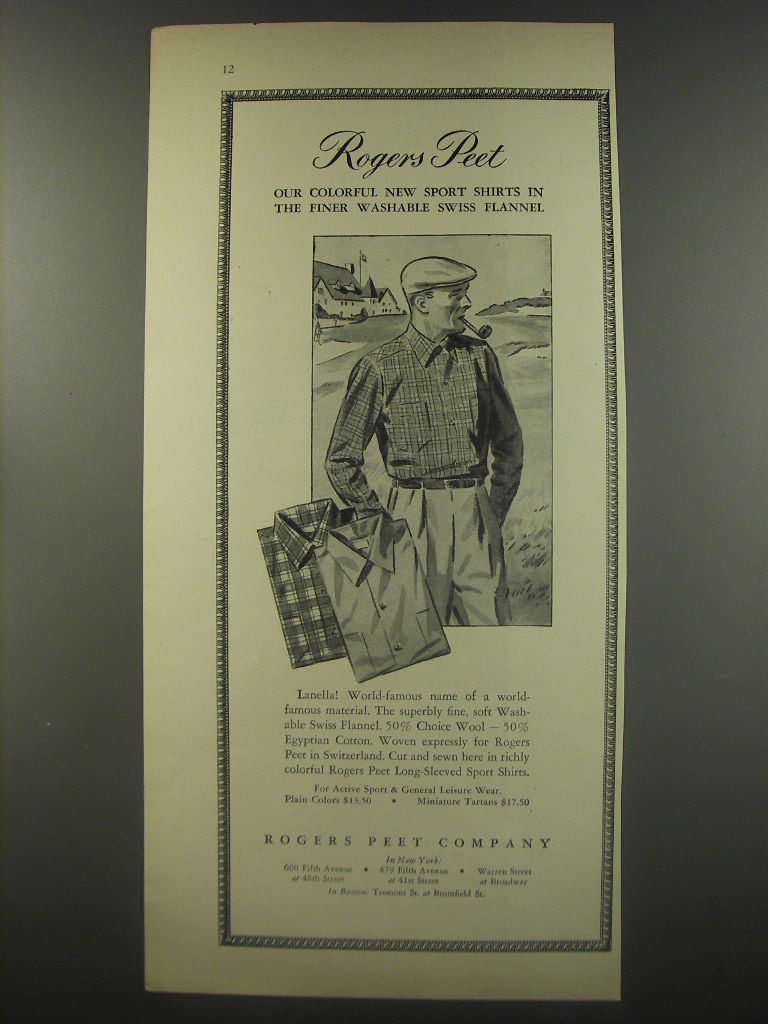 12
Rogers Peet
OUR COLORFUL NEW SPORT SHIRTS IN
THE FINER WASHABLE SWISS FLANNEL
Lanella! World-famous name of a world-
famous material. The superbly fine, soft Wash-
able Swiss Flannel. 50% Choice Wool — 50%
Egyptian Cotton. Woven expressly for Rogers
Peet in Switzerland. Cut and sewn here in richly
colorful Rogers Peet Long-Sleeved Sport Shirts.
For Active Sport & General Leisure Wear.
Plain Colors $13.50 • Miniature Tartans $17.50
ROGERS PEET COMPANY
In New York:
600 Fifth Avenue • 479 Fifth Avenue • Warren Street
at 48th Street at 41st Street at Broadway
In Boston: Tremont St. at Bromfield St.